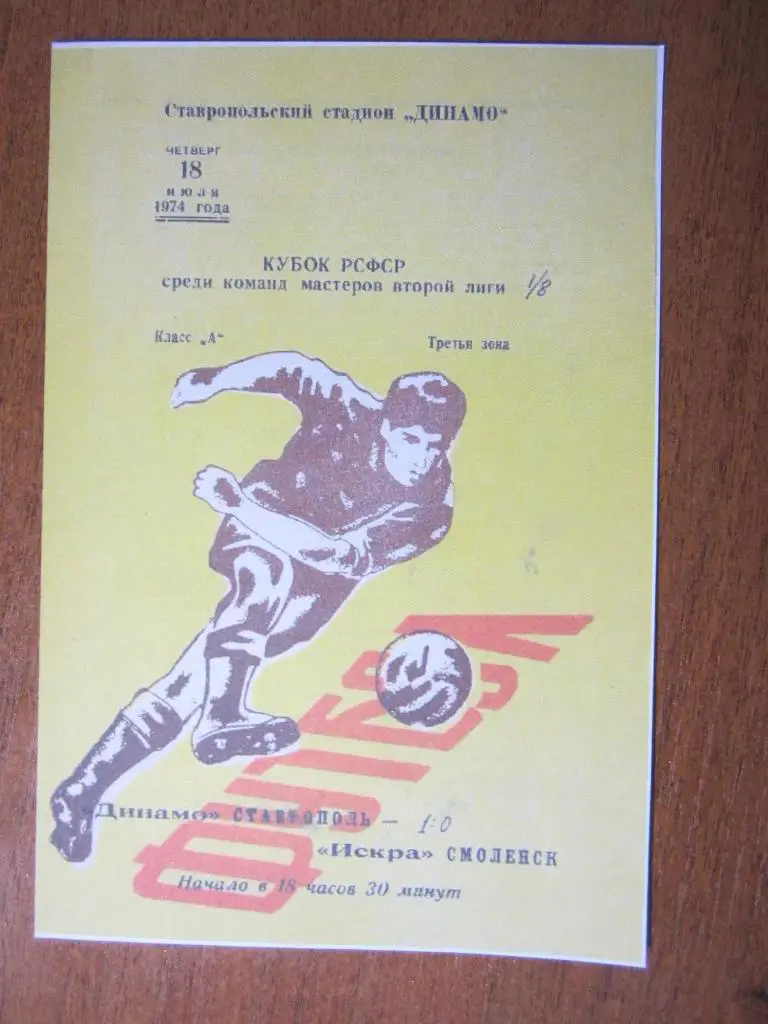 Ставропольский стадион „ДИНАМО“
ЧЕТВЕРГ
18
июля
1974 года
КУБОК РСФСР
среди команд мастеров второй лиги 1/8
Класс „А“
Третья зона
ФУТБОЛ
«Динамо» СТАВРОПОЛЬ — 1:0
«Искра» СМОЛЕНСК
Начало в 18 часов 30 минут